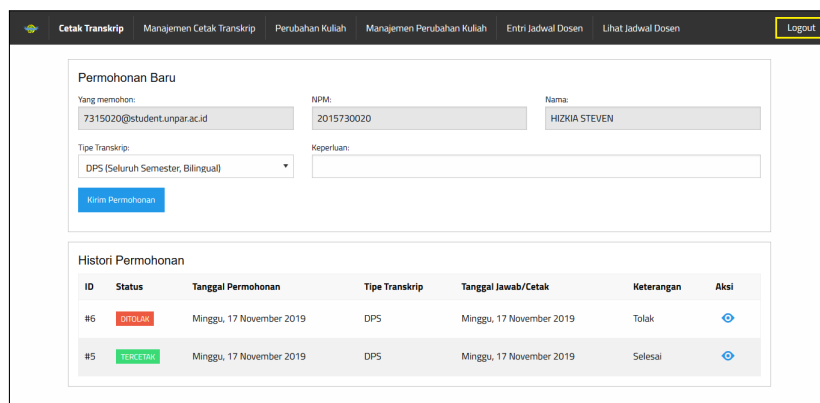 Cetak Transkrip Manajemen Cetak Transkrip Perubahan Kuliah Manajemen Perubahan Kuliah Entri Jadwal Dosen Lihat Jadwal Dosen Logout
Permohonan Baru
Yang memohon: NPM: Nama:
7315020@student.unpar.ac.id 2015730020 HIZKIA STEVEN
Tipe Transkrip: Keperluan:
DPS (Seluruh Semester, Bilingual)
Kirim Permohonan
Histori Permohonan
ID Status Tanggal Permohonan Tipe Transkrip Tanggal Jawab/Cetak Keterangan Aksi
#6 DITOLAK Minggu, 17 November 2019 DPS Minggu, 17 November 2019 Tolak
#5 TERCETAK Minggu, 17 November 2019 DPS Minggu, 17 November 2019 Selesai